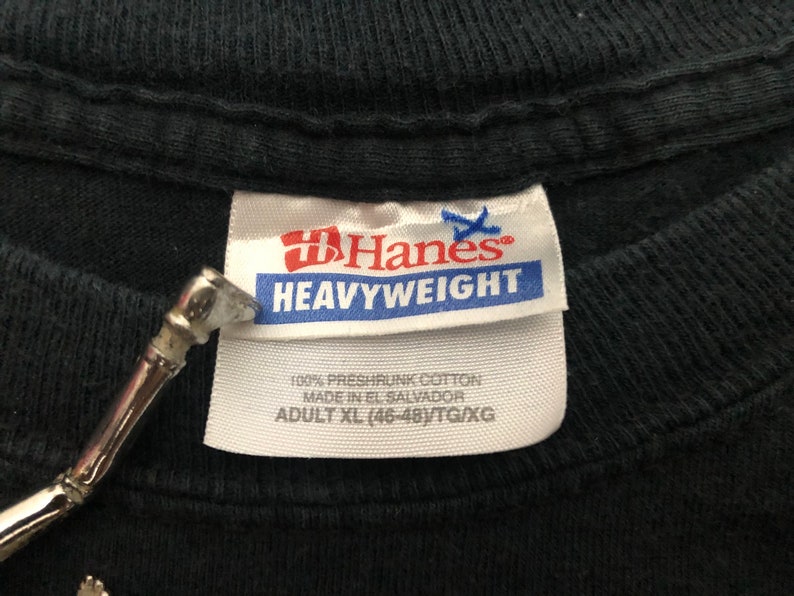 Hanes®
HEAVYWEIGHT
100% PRESHRUNK COTTON
MADE IN EL SALVADOR
ADULT XL (46-48)/TG/XG